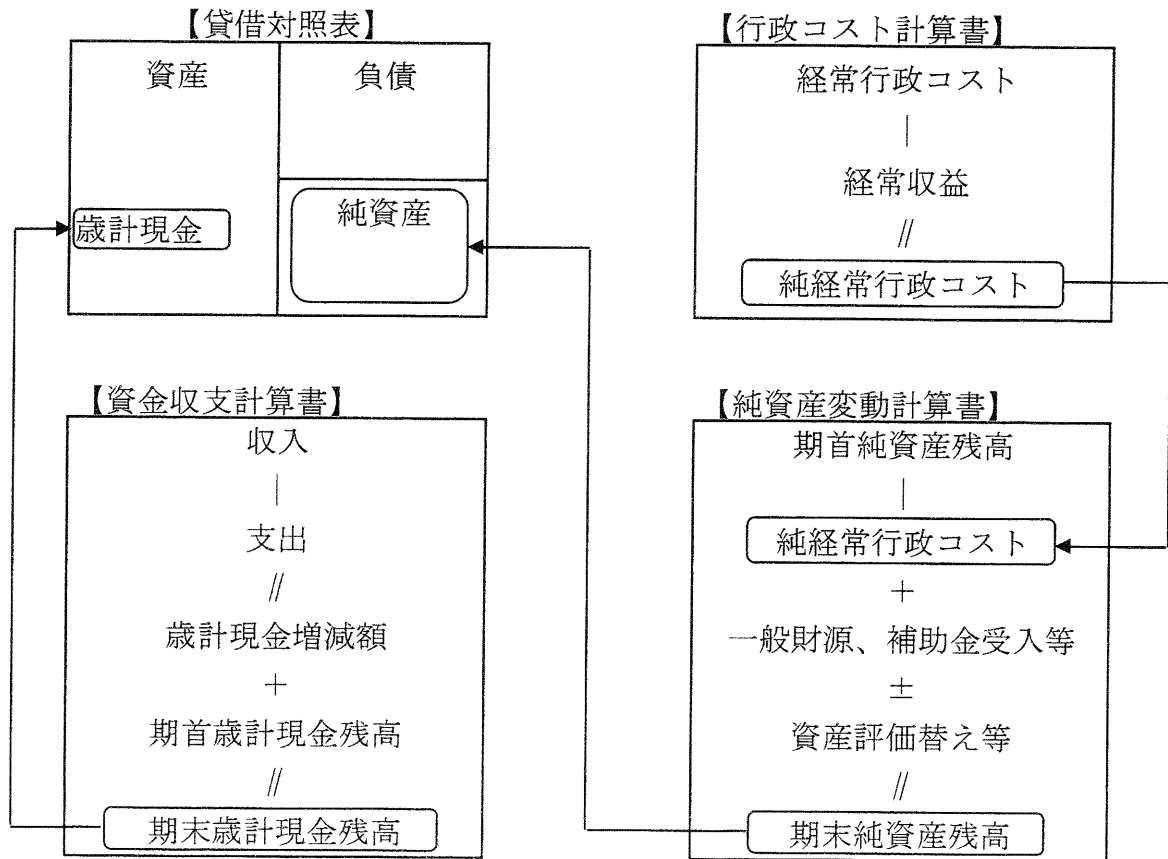 【貸借対照表】
資産
負債
歳計現金
純資産
【行政コスト計算書】
経常行政コスト
|
経常収益
//
純経常行政コスト
【資金収支計算書】
収入
|
支出
//
歳計現金増減額
+
期首歳計現金残高
//
期末歳計現金残高
【純資産変動計算書】
期首純資産残高
|
純経常行政コスト
+
一般財源、補助金受入等
±
資産評価替え等
//
期末純資産残高